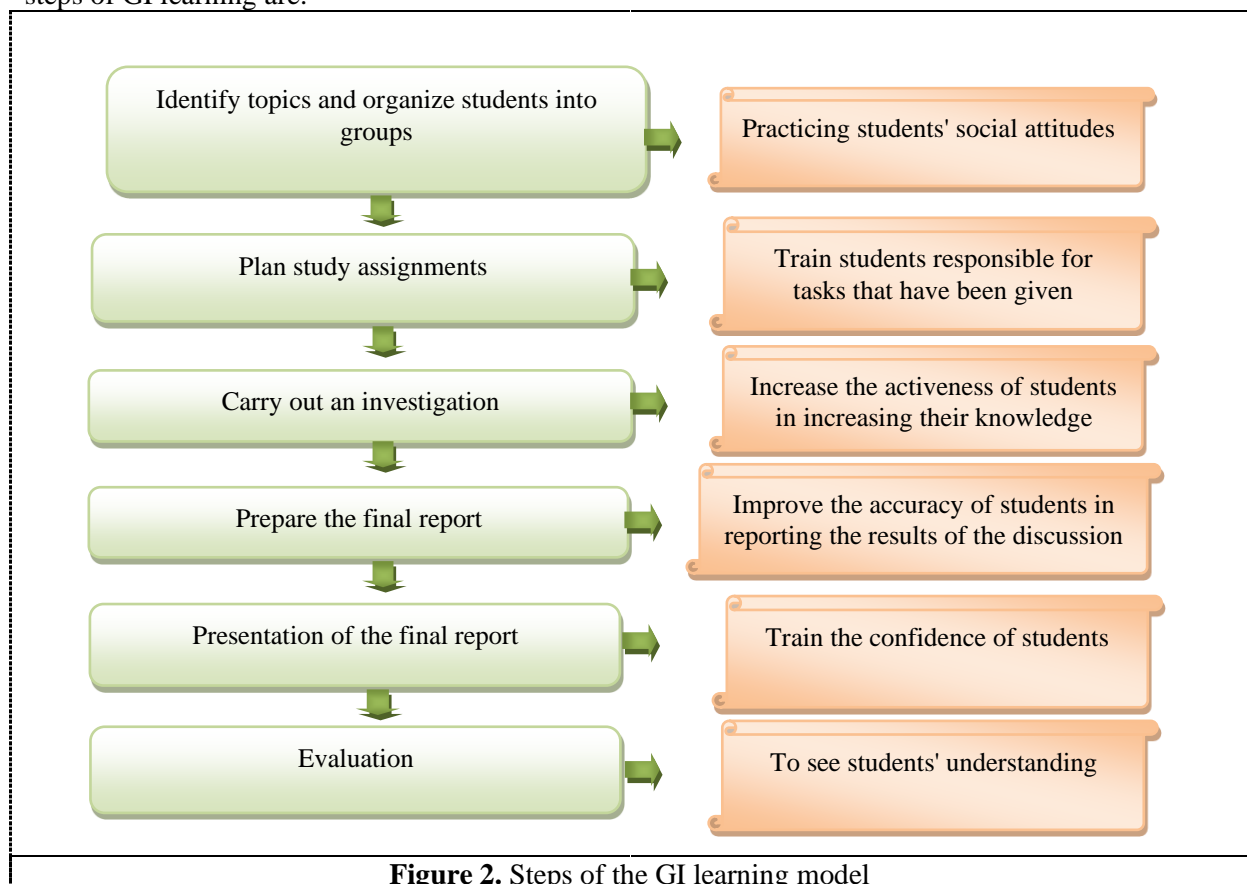 steps of GI learning are:
Identify topics and organize students into
groups
Practicing students' social attitudes
Plan study assignments
Train students responsible for
tasks that have been given
Carry out an investigation
Increase the activeness of students
in increasing their knowledge
Prepare the final report
Improve the accuracy of students in
reporting the results of the discussion
Presentation of the final report
Train the confidence of students
Evaluation
To see students' understanding
Figure 2. Steps of the GI learning model